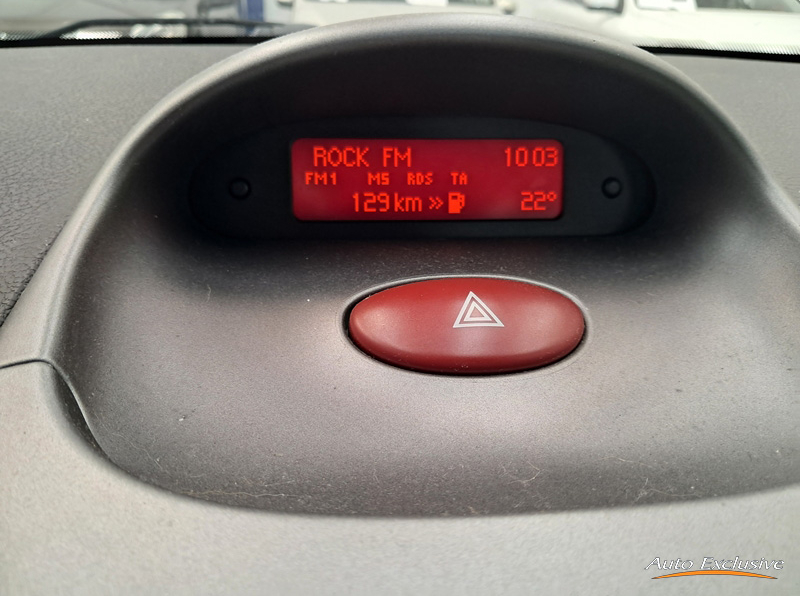 ROCK FM 10 03
FM1 M5 RDS TA
129 km » 22°
Auto Exclusive